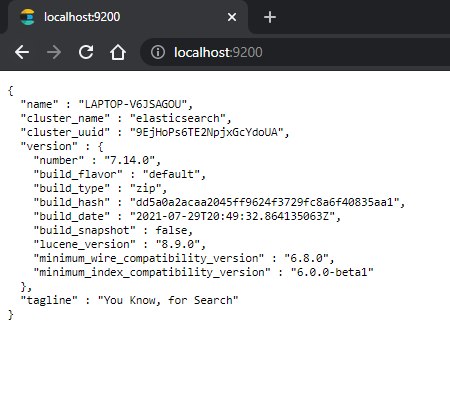 localhost:9200
localhost:9200
{
  "name" : "LAPTOP-V6JSAGOU",
  "cluster_name" : "elasticsearch",
  "cluster_uuid" : "9EjHoPs6TE2NpjxGcYdoUA",
  "version" : {
    "number" : "7.14.0",
    "build_flavor" : "default",
    "build_type" : "zip",
    "build_hash" : "dd5a0a2acaa2045ff9624f3729fc8a6f40835aa1",
    "build_date" : "2021-07-29T20:49:32.864135063Z",
    "build_snapshot" : false,
    "lucene_version" : "8.9.0",
    "minimum_wire_compatibility_version" : "6.8.0",
    "minimum_index_compatibility_version" : "6.0.0-beta1"
  },
  "tagline" : "You Know, for Search"
}